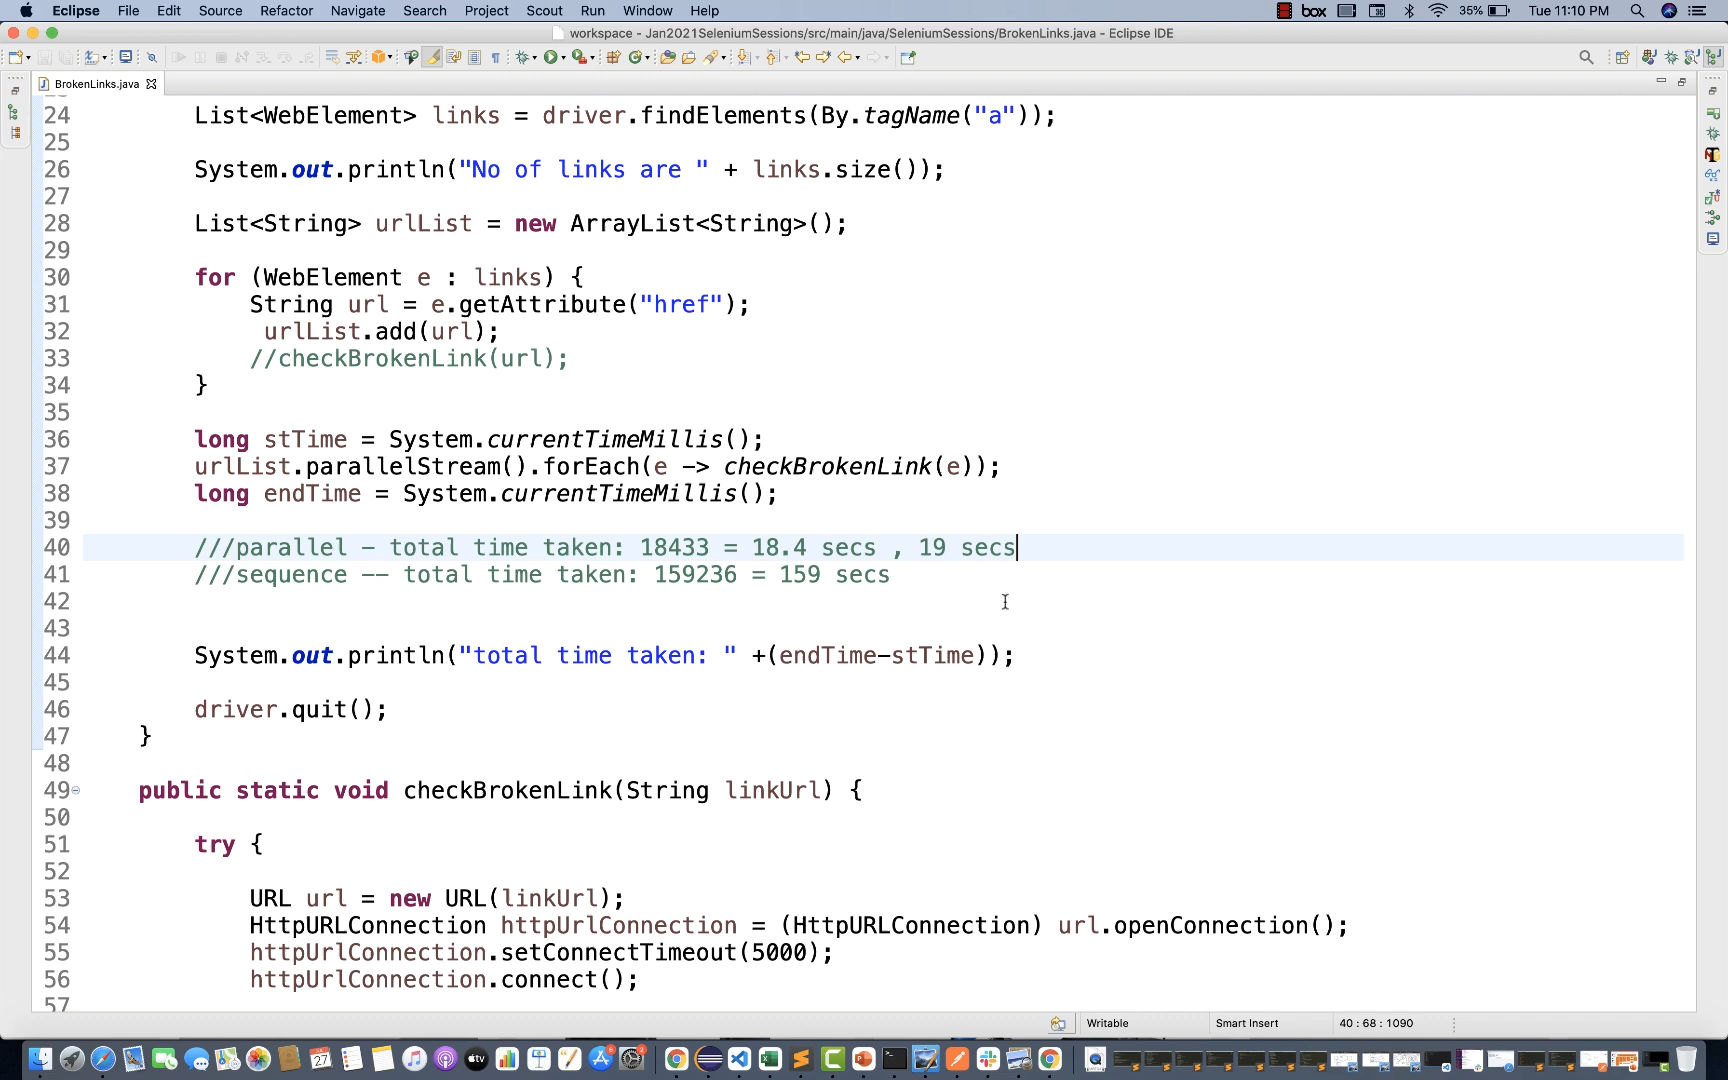 Eclipse File Edit Source Refactor Navigate Search Project Scout Run Window Help box 35% Tue 11:10 PM
workspace - Jan2021SeleniumSessions/src/main/java/SeleniumSessions/BrokenLinks.java - Eclipse IDE
BrokenLinks.java
24 List<WebElement> links = driver.findElements(By.tagName("a"));
25
26 System.out.println("No of links are " + links.size());
27
28 List<String> urlList = new ArrayList<String>();
29
30 for (WebElement e : links) {
31 String url = e.getAttribute("href");
32 urlList.add(url);
33 //checkBrokenLink(url);
34 }
35
36 long stTime = System.currentTimeMillis();
37 urlList.parallelStream().forEach(e -> checkBrokenLink(e));
38 long endTime = System.currentTimeMillis();
39
40 ///parallel – total time taken: 18433 = 18.4 secs , 19 secs
41 ///sequence –– total time taken: 159236 = 159 secs
42
43
44 System.out.println("total time taken: " +(endTime-stTime));
45
46 driver.quit();
47 }
48
49 public static void checkBrokenLink(String linkUrl) {
50
51 try {
52
53 URL url = new URL(linkUrl);
54 HttpURLConnection httpUrlConnection = (HttpURLConnection) url.openConnection();
55 httpUrlConnection.setConnectTimeout(5000);
56 httpUrlConnection.connect();
57
Writable Smart Insert 40 : 68 : 1090